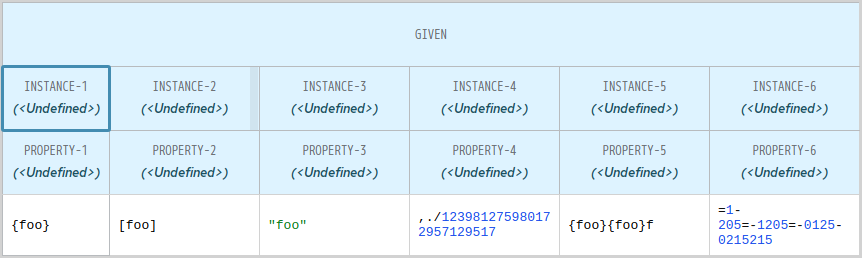 GIVEN
INSTANCE-1 INSTANCE-2 INSTANCE-3 INSTANCE-4 INSTANCE-5 INSTANCE-6
(<Undefined>) (<Undefined>) (<Undefined>) (<Undefined>) (<Undefined>) (<Undefined>)
PROPERTY-1 PROPERTY-2 PROPERTY-3 PROPERTY-4 PROPERTY-5 PROPERTY-6
(<Undefined>) (<Undefined>) (<Undefined>) (<Undefined>) (<Undefined>) (<Undefined>)
{foo}
[foo]
"foo"
,./12398127598017
2957129517
{foo}{foo}f
=1-
205=-1205=-0125-
0215215